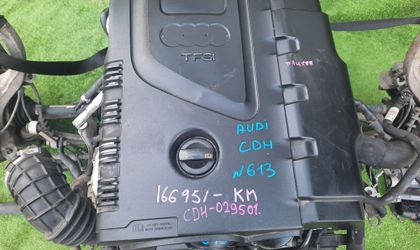 TFSi
AUDI
CDH
N613
166951- KM
CDH-029501.